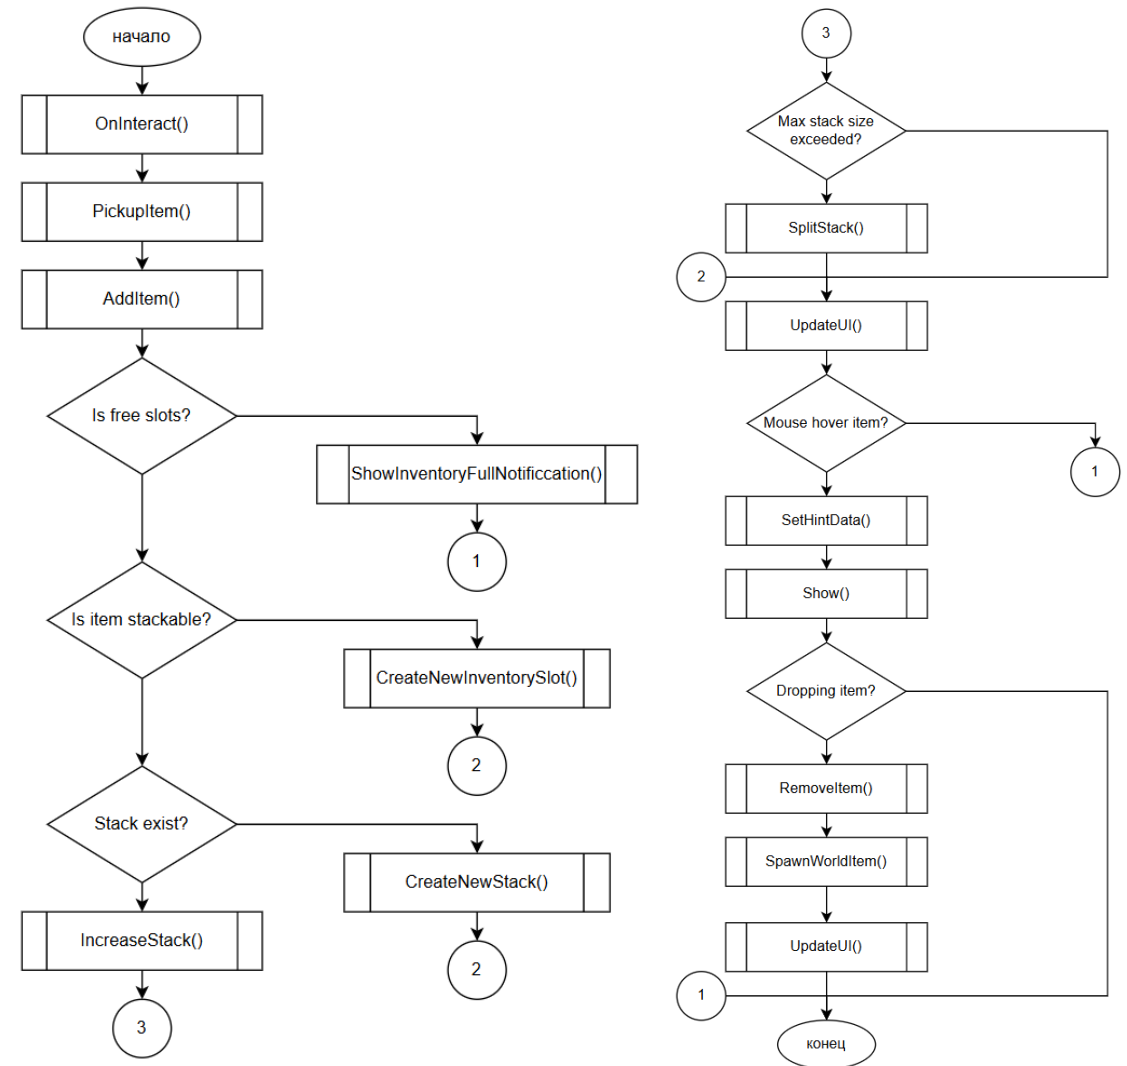 начало
OnInteract()
PickupItem()
AddItem()
Is free slots?
ShowInventoryFullNotificcation()
1
Is item stackable?
CreateNewInventorySlot()
2
Stack exist?
CreateNewStack()
2
IncreaseStack()
3
3
Max stack size
exceeded?
SplitStack()
2
UpdateUI()
Mouse hover item?
1
SetHintData()
Show()
Dropping item?
RemoveItem()
SpawnWorldItem()
UpdateUI()
1
конец